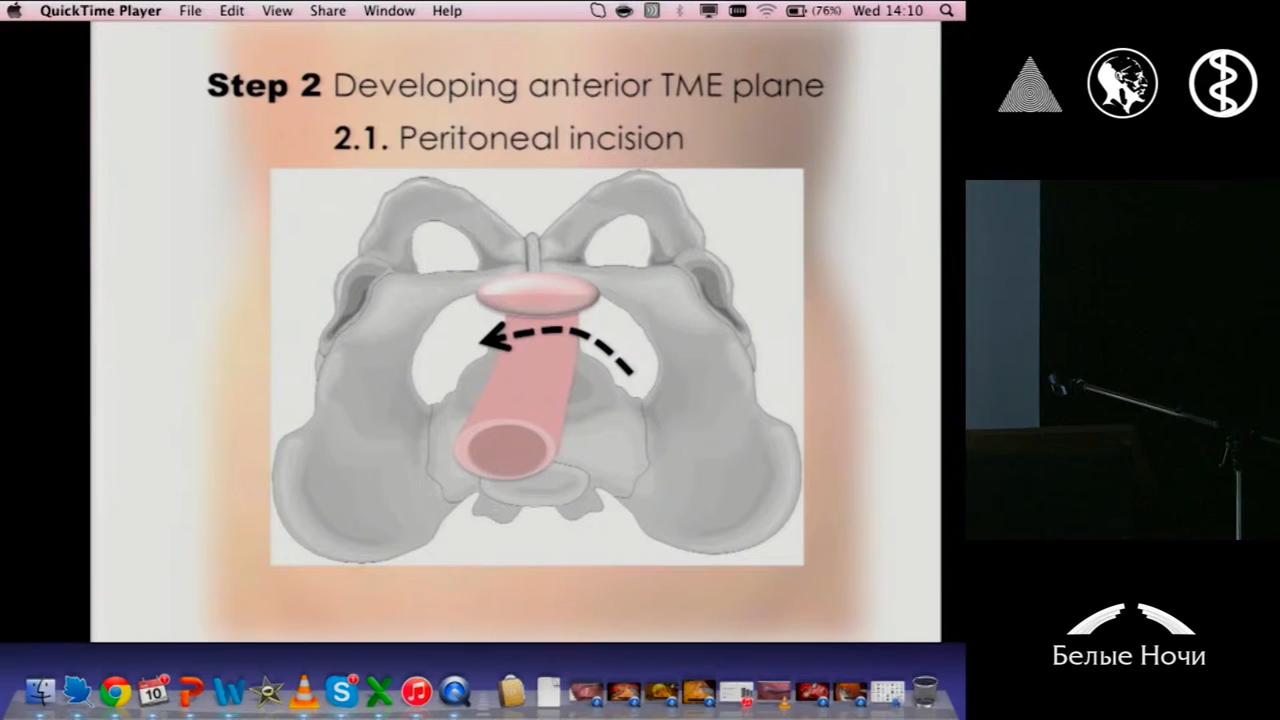 QuickTime Player File Edit View Share Window Help (76%) Wed 14:10
Step 2 Developing anterior TME plane
2.1. Peritoneal incision
10
Белые Ночи